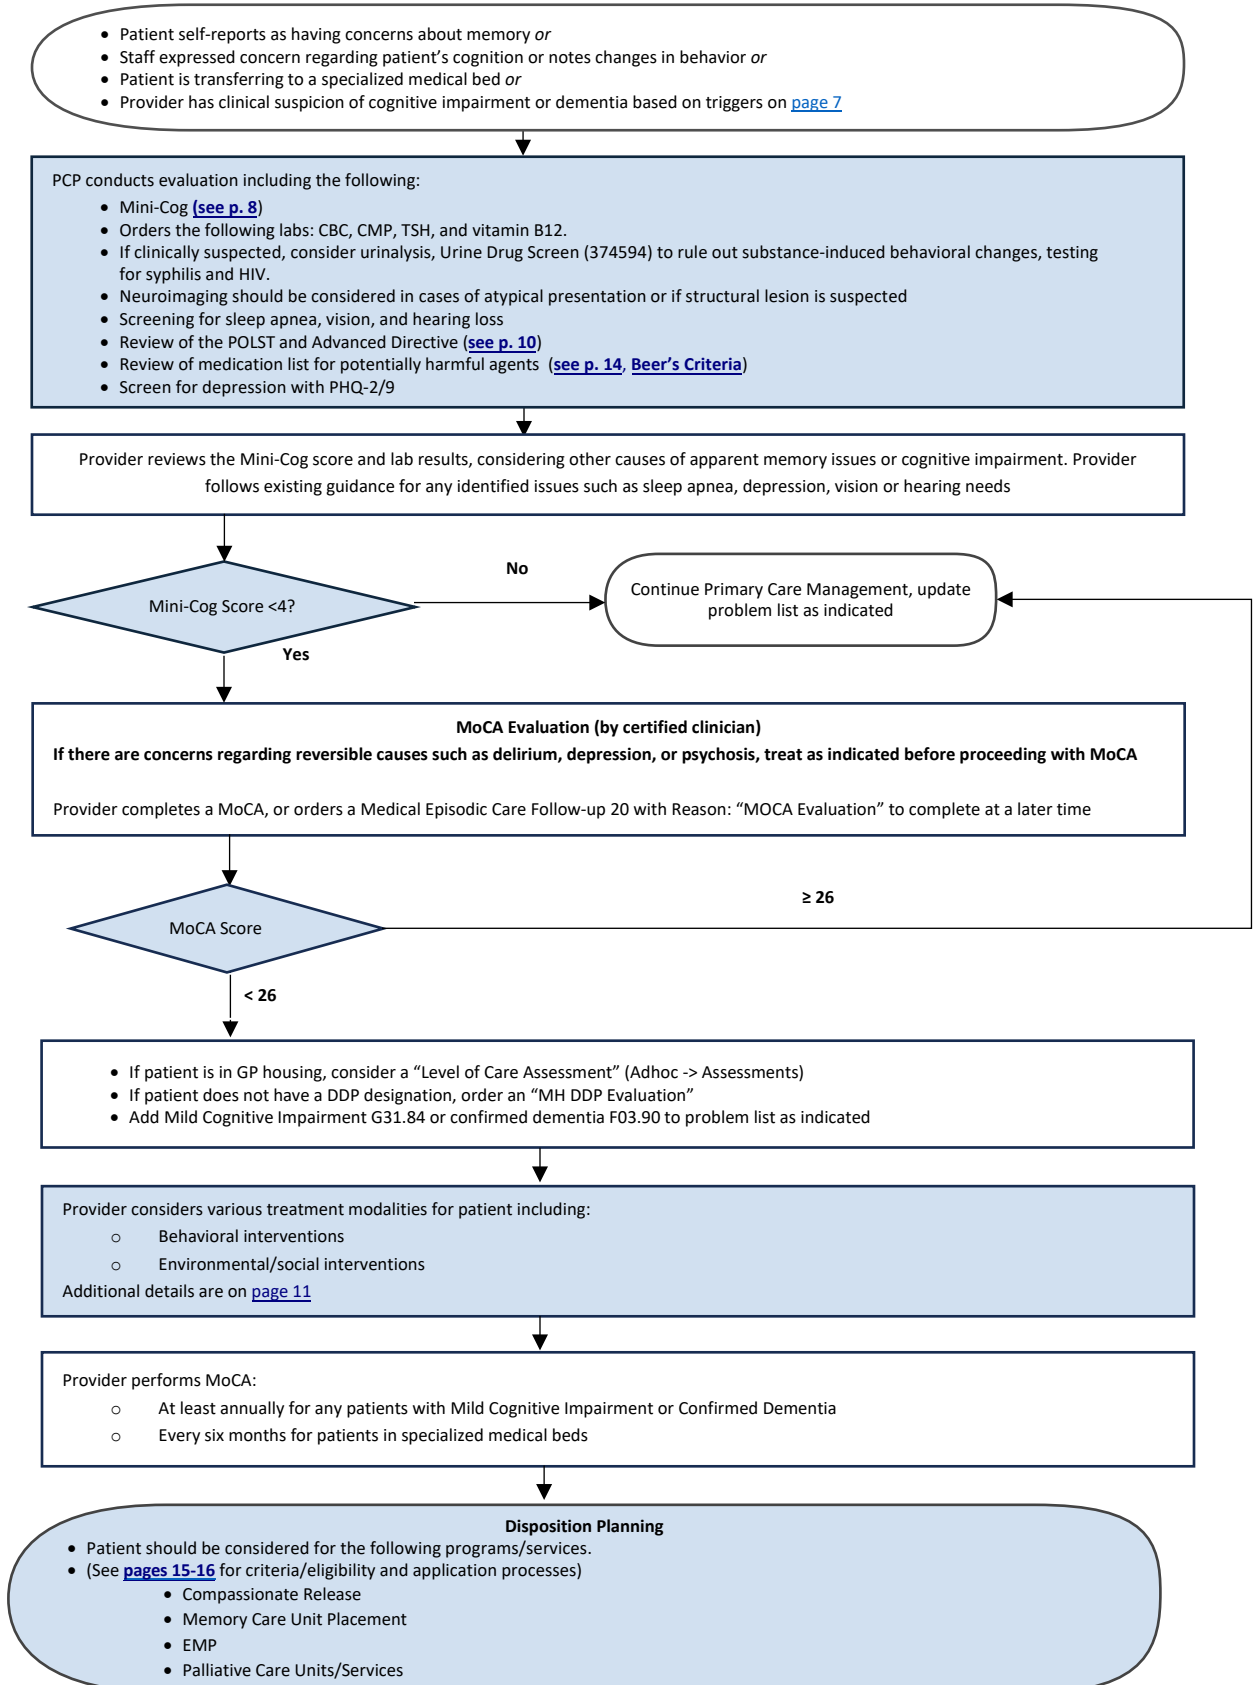 • Patient self-reports as having concerns about memory or
• Staff expressed concern regarding patient’s cognition or notes changes in behavior or
• Patient is transferring to a specialized medical bed or
• Provider has clinical suspicion of cognitive impairment or dementia based on triggers on page 7
PCP conducts evaluation including the following:
• Mini-Cog (see p. 8)
• Orders the following labs: CBC, CMP, TSH, and vitamin B12.
• If clinically suspected, consider urinalysis, Urine Drug Screen (374594) to rule out substance-induced behavioral changes, testing
for syphilis and HIV.
• Neuroimaging should be considered in cases of atypical presentation or if structural lesion is suspected
• Screening for sleep apnea, vision, and hearing loss
• Review of the POLST and Advanced Directive (see p. 10)
• Review of medication list for potentially harmful agents (see p. 14, Beer’s Criteria)
• Screen for depression with PHQ-2/9
Provider reviews the Mini-Cog score and lab results, considering other causes of apparent memory issues or cognitive impairment. Provider
follows existing guidance for any identified issues such as sleep apnea, depression, vision or hearing needs
Mini-Cog Score <4?
No
Continue Primary Care Management, update
problem list as indicated
Yes
MoCA Evaluation (by certified clinician)
If there are concerns regarding reversible causes such as delirium, depression, or psychosis, treat as indicated before proceeding with MoCA
Provider completes a MoCA, or orders a Medical Episodic Care Follow-up 20 with Reason: “MOCA Evaluation” to complete at a later time
MoCA Score
≥ 26
< 26
• If patient is in GP housing, consider a “Level of Care Assessment” (Adhoc -> Assessments)
• If patient does not have a DDP designation, order an “MH DDP Evaluation”
• Add Mild Cognitive Impairment G31.84 or confirmed dementia F03.90 to problem list as indicated
Provider considers various treatment modalities for patient including:
o Behavioral interventions
o Environmental/social interventions
Additional details are on page 11
Provider performs MoCA:
o At least annually for any patients with Mild Cognitive Impairment or Confirmed Dementia
o Every six months for patients in specialized medical beds
Disposition Planning
• Patient should be considered for the following programs/services.
• (See pages 15-16 for criteria/eligibility and application processes)
• Compassionate Release
• Memory Care Unit Placement
• EMP
• Palliative Care Units/Services